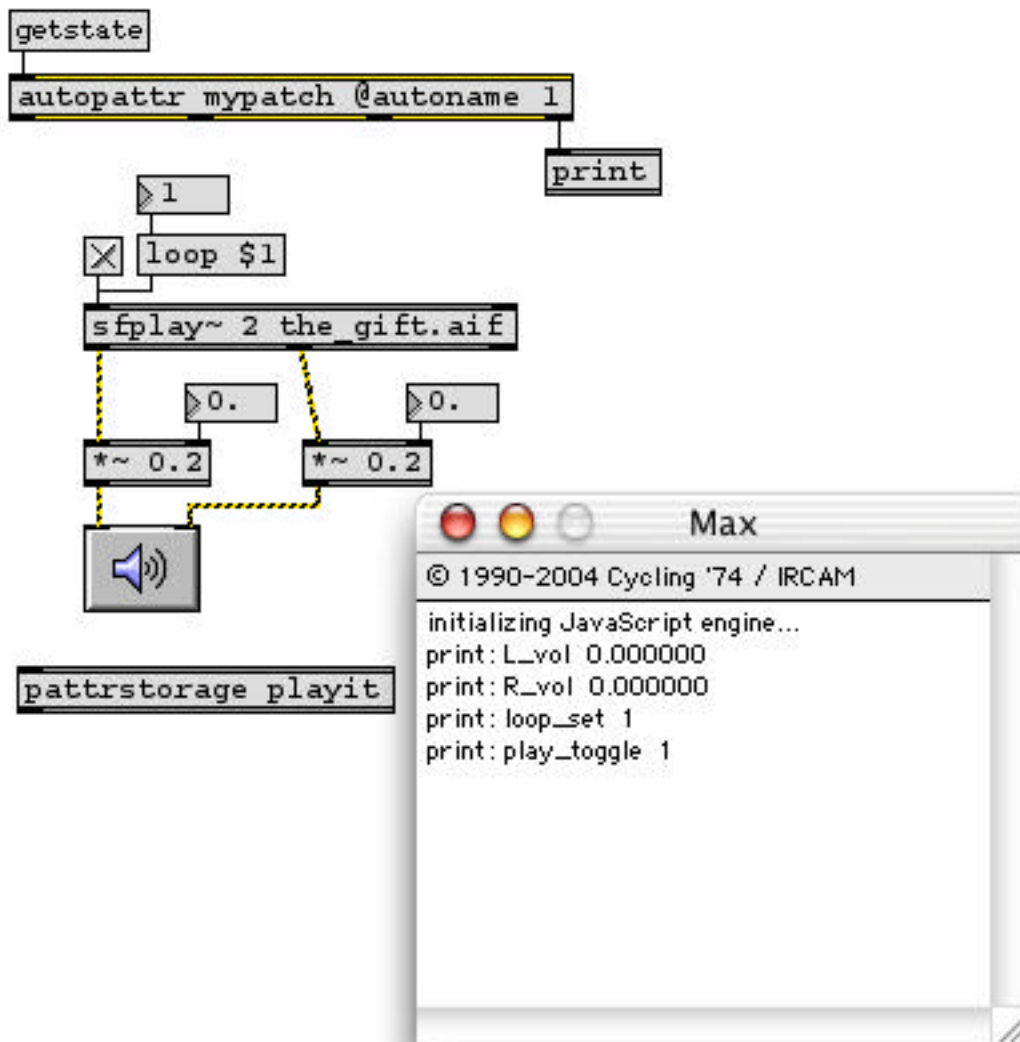 getstate
autopattr mypatch @autoname 1
print
1
loop $1
sfplay~ 2 the_gift.aif
0.
0.
*~ 0.2
*~ 0.2
pattrstorage playit
Max
© 1990-2004 Cycling '74 / IRCAM
initializing JavaScript engine...
print: L_vol 0.000000
print: R_vol 0.000000
print: loop_set 1
print: play_toggle 1